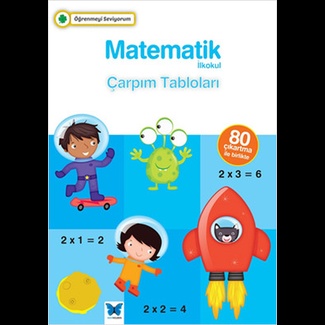 Öğrenmeyi Seviyorum
Matematik
İlkokul
Çarpım Tabloları
80
çıkartma
ile birlikte
2 x 3 = 6
2 x 1 = 2
2 x 2 = 4